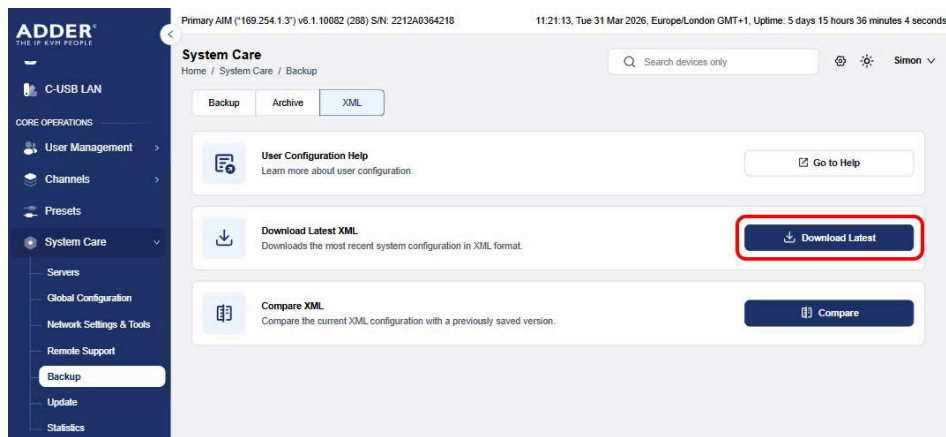 ADDER®
THE IP KVM PEOPLE
Primary AIM ("169.254.1.3") v6.1.10082 (288) S/N: 2212A0364218
11:21:13, Tue 31 Mar 2026, Europe/London GMT+1, Uptime: 5 days 15 hours 36 minutes 4 seconds
System Care
Home / System Care / Backup
Search devices only
Simon
C-USB LAN
CORE OPERATIONS
User Management
Channels
Presets
System Care
Servers
Global Configuration
Network Settings & Tools
Remote Support
Backup
Update
Statistics
Backup
Archive
XML
User Configuration Help
Learn more about user configuration.
Go to Help
Download Latest XML
Downloads the most recent system configuration in XML format.
Download Latest
Compare XML
Compare the current XML configuration with a previously saved version.
Compare